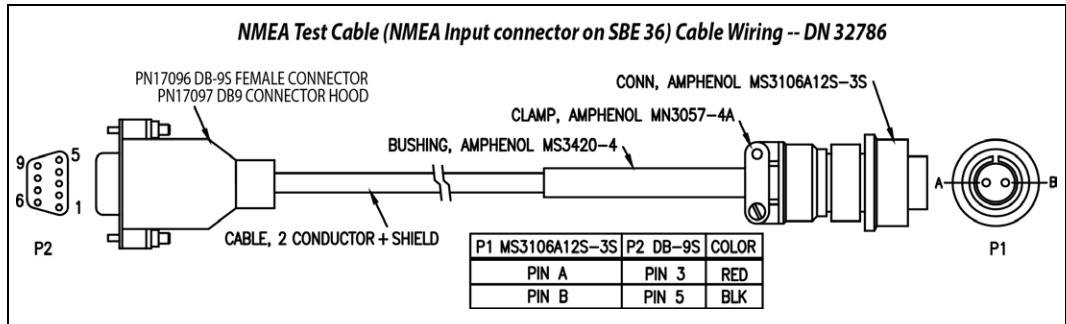 NMEA Test Cable (NMEA Input connector on SBE 36) Cable Wiring -- DN 32786
PN17096 DB-9S FEMALE CONNECTOR
PN17097 DB9 CONNECTOR HOOD
CONN, AMPHENOL MS3106A12S-3S
CLAMP, AMPHENOL MN3057-4A
BUSHING, AMPHENOL MS3420-4
9 5
6 1
P2
CABLE, 2 CONDUCTOR + SHIELD
A B
P1
P1 MS3106A12S-3S P2 DB-9S COLOR
PIN A PIN 3 RED
PIN B PIN 5 BLK